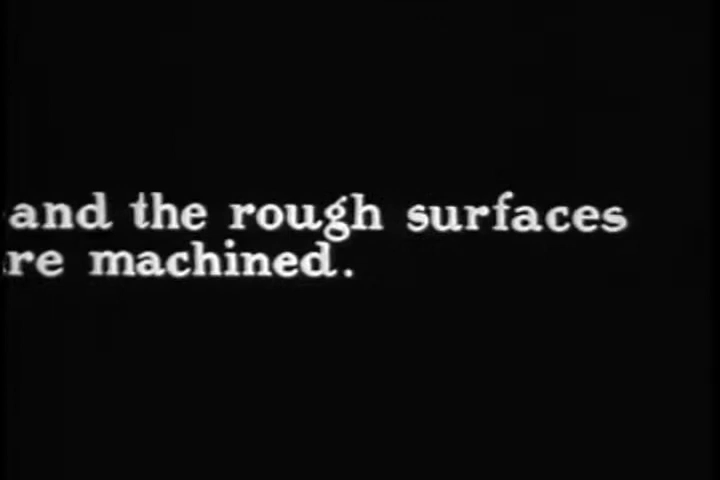 and the rough surfaces
re machined.